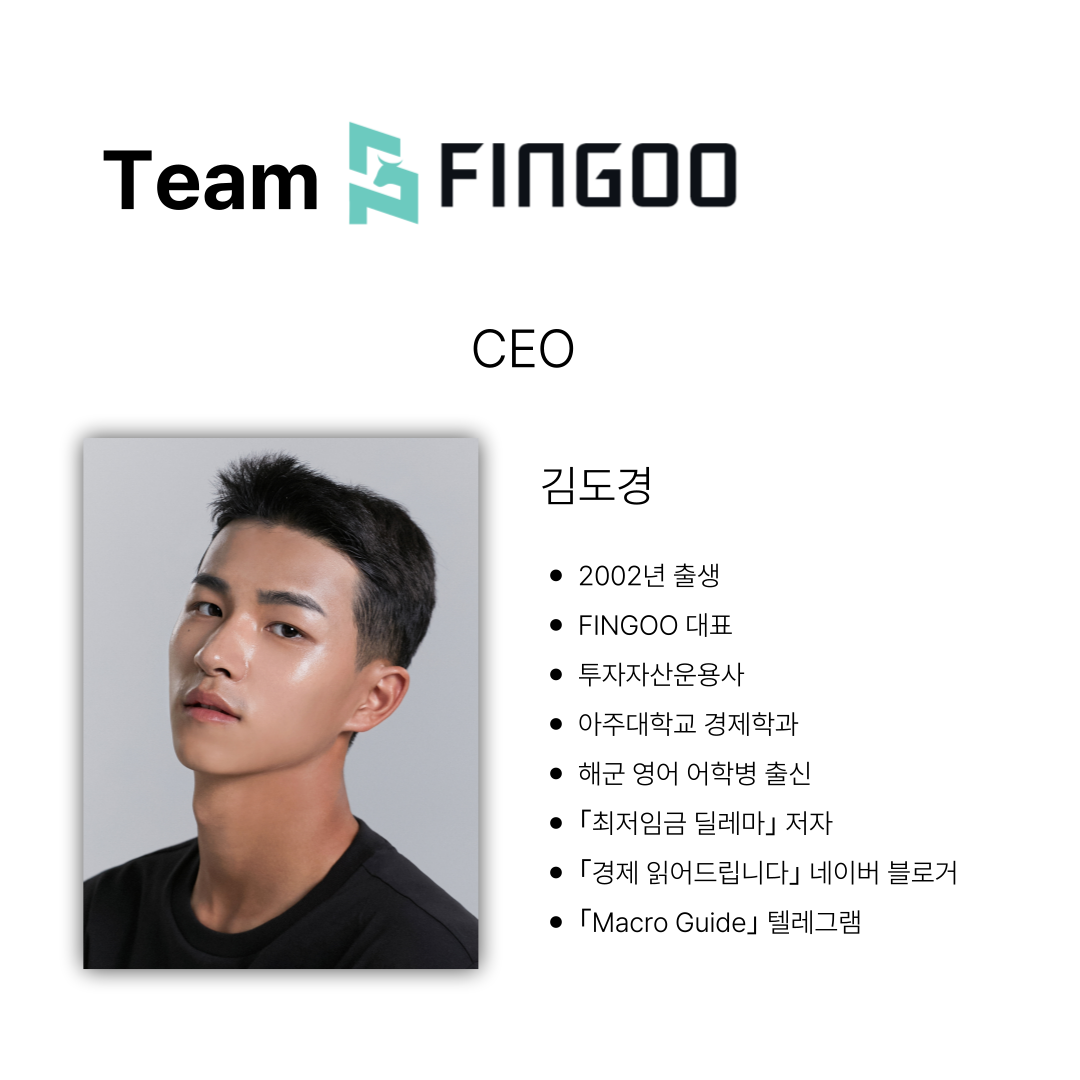 Team FINGOO
CEO
김도경
• 2002년 출생
• FINGOO 대표
• 투자자산운용사
• 아주대학교 경제학과
• 해군 영어 어학병 출신
• 「최저임금 딜레마」 저자
• 「경제 읽어드립니다」 네이버 블로거
• 「Macro Guide」 텔레그램